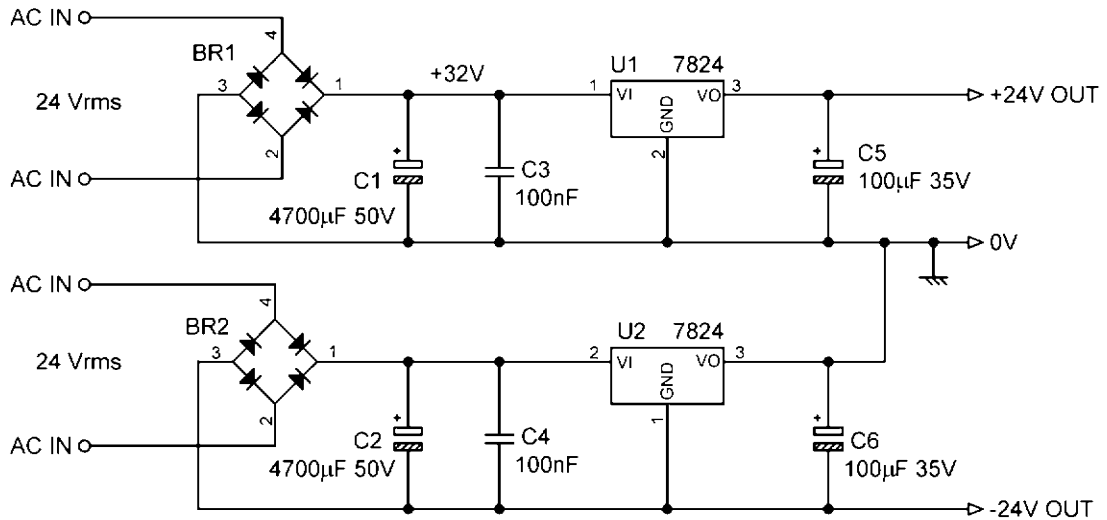 AC IN
4
BR1
+32V
U1 7824
3 1
1 VI VO 3
+24V OUT
24 Vrms
GND
2
2
AC IN
C1
4700µF 50V
+
C3
100nF
+
C5
100µF 35V
0V
AC IN
4
BR2
U2 7824
3 1
2 VI VO 3
24 Vrms
GND
1
2
AC IN
C2
4700µF 50V
+
C4
100nF
+
C6
100µF 35V
-24V OUT